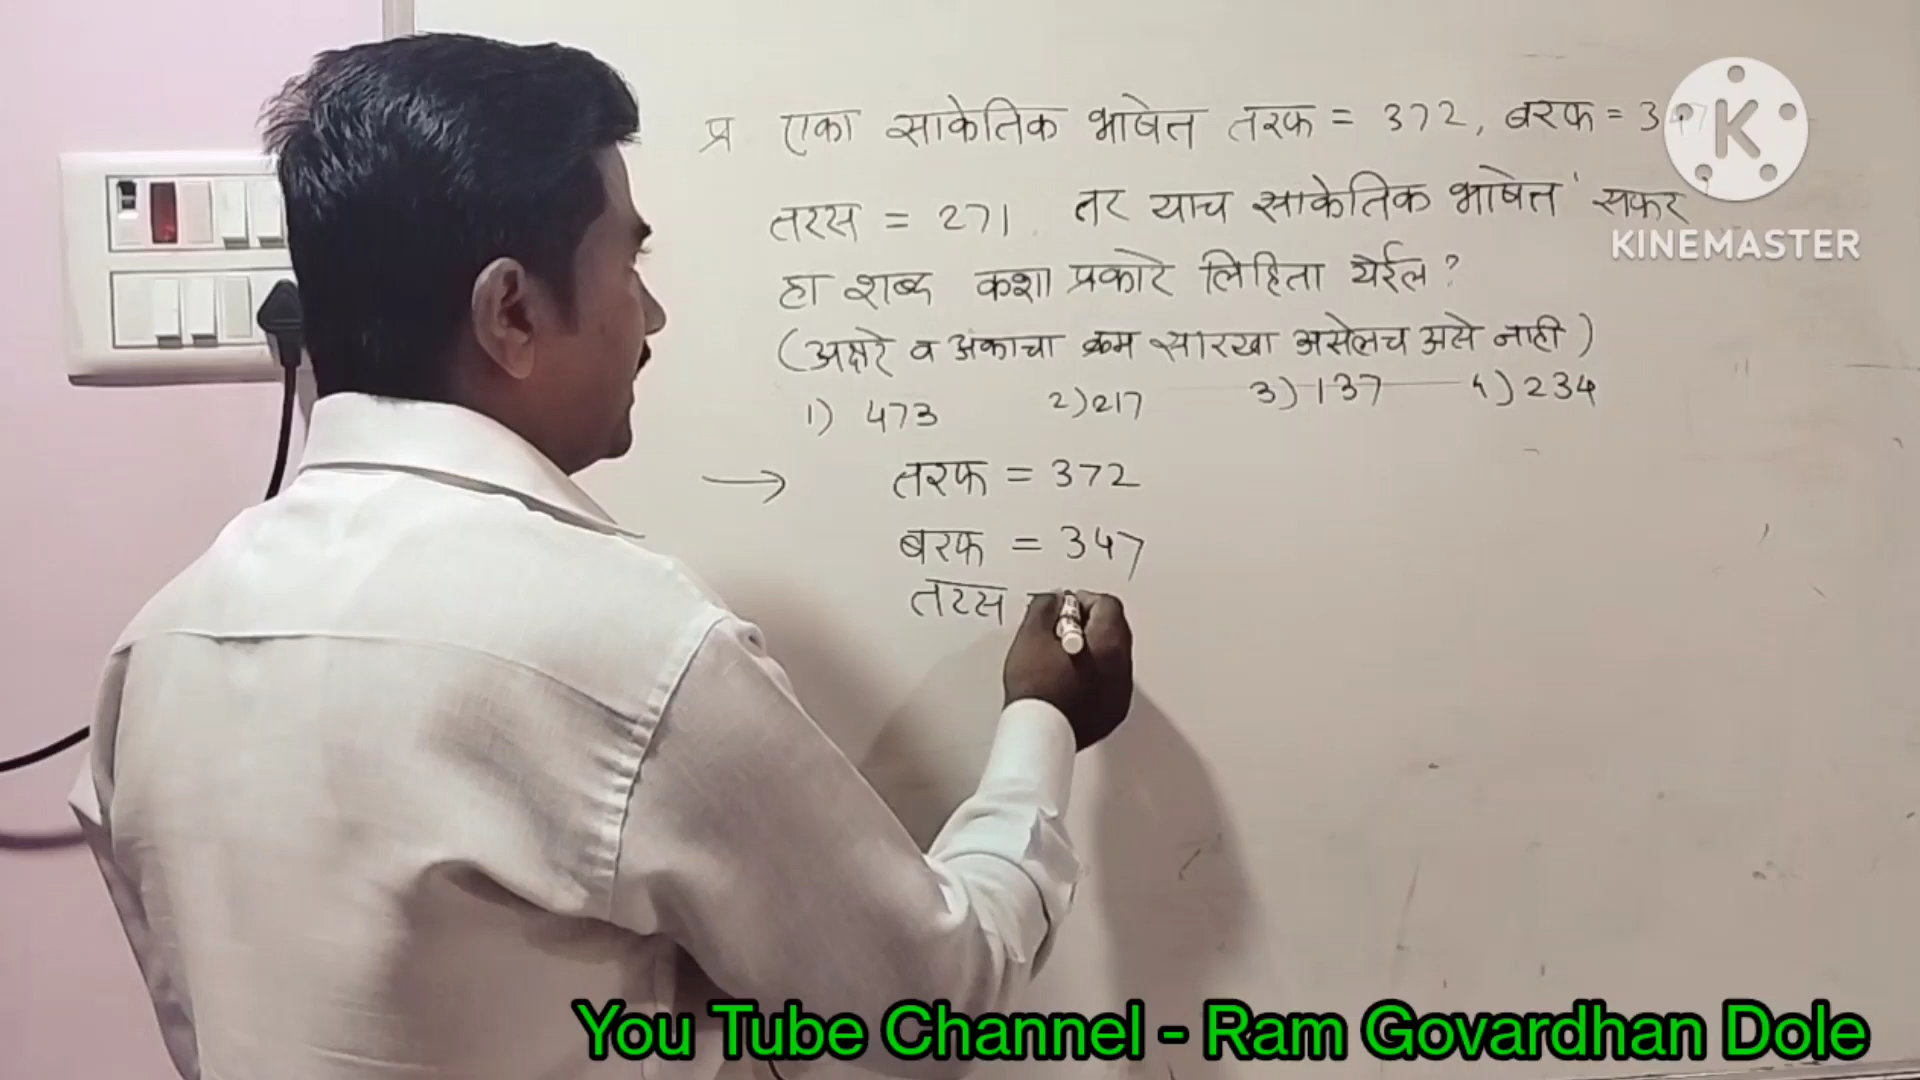 प्र एका सांकेतिक भाषेत तरफ = 372, बरफ = 347
K
तरस = 271 तर याच सांकेतिक भाषेत 'सफर'
KINEMASTER
हा शब्द कशा प्रकारे लिहिता येईल?
(अक्षरे व अंकाचा क्रम सारखा असेलच असे नाही)
1) 473 2) 217 3) 137 4) 234
→ तरफ = 372
बरफ = 347
तरस =
You Tube Channel - Ram Govardhan Dole